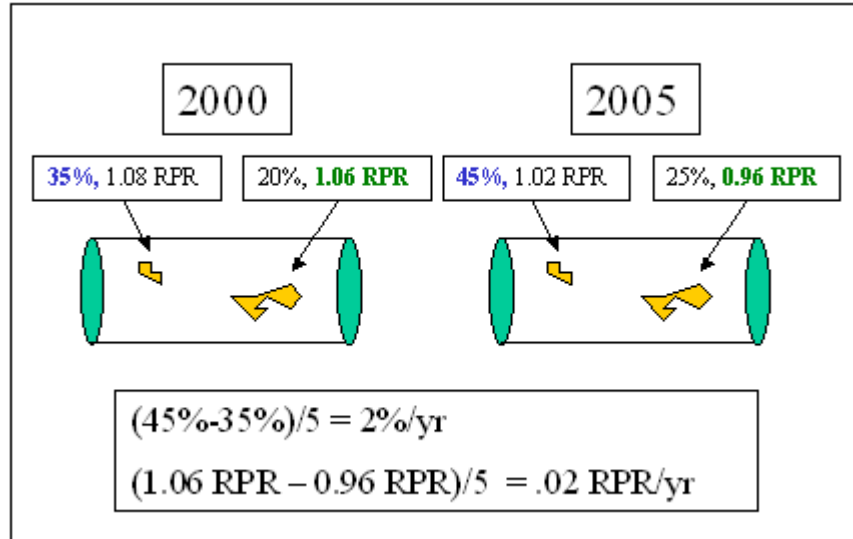 2000
2005
35%, 1.08 RPR
20%, 1.06 RPR
45%, 1.02 RPR
25%, 0.96 RPR
(45%-35%)/5 = 2%/yr
(1.06 RPR – 0.96 RPR)/5 = .02 RPR/yr